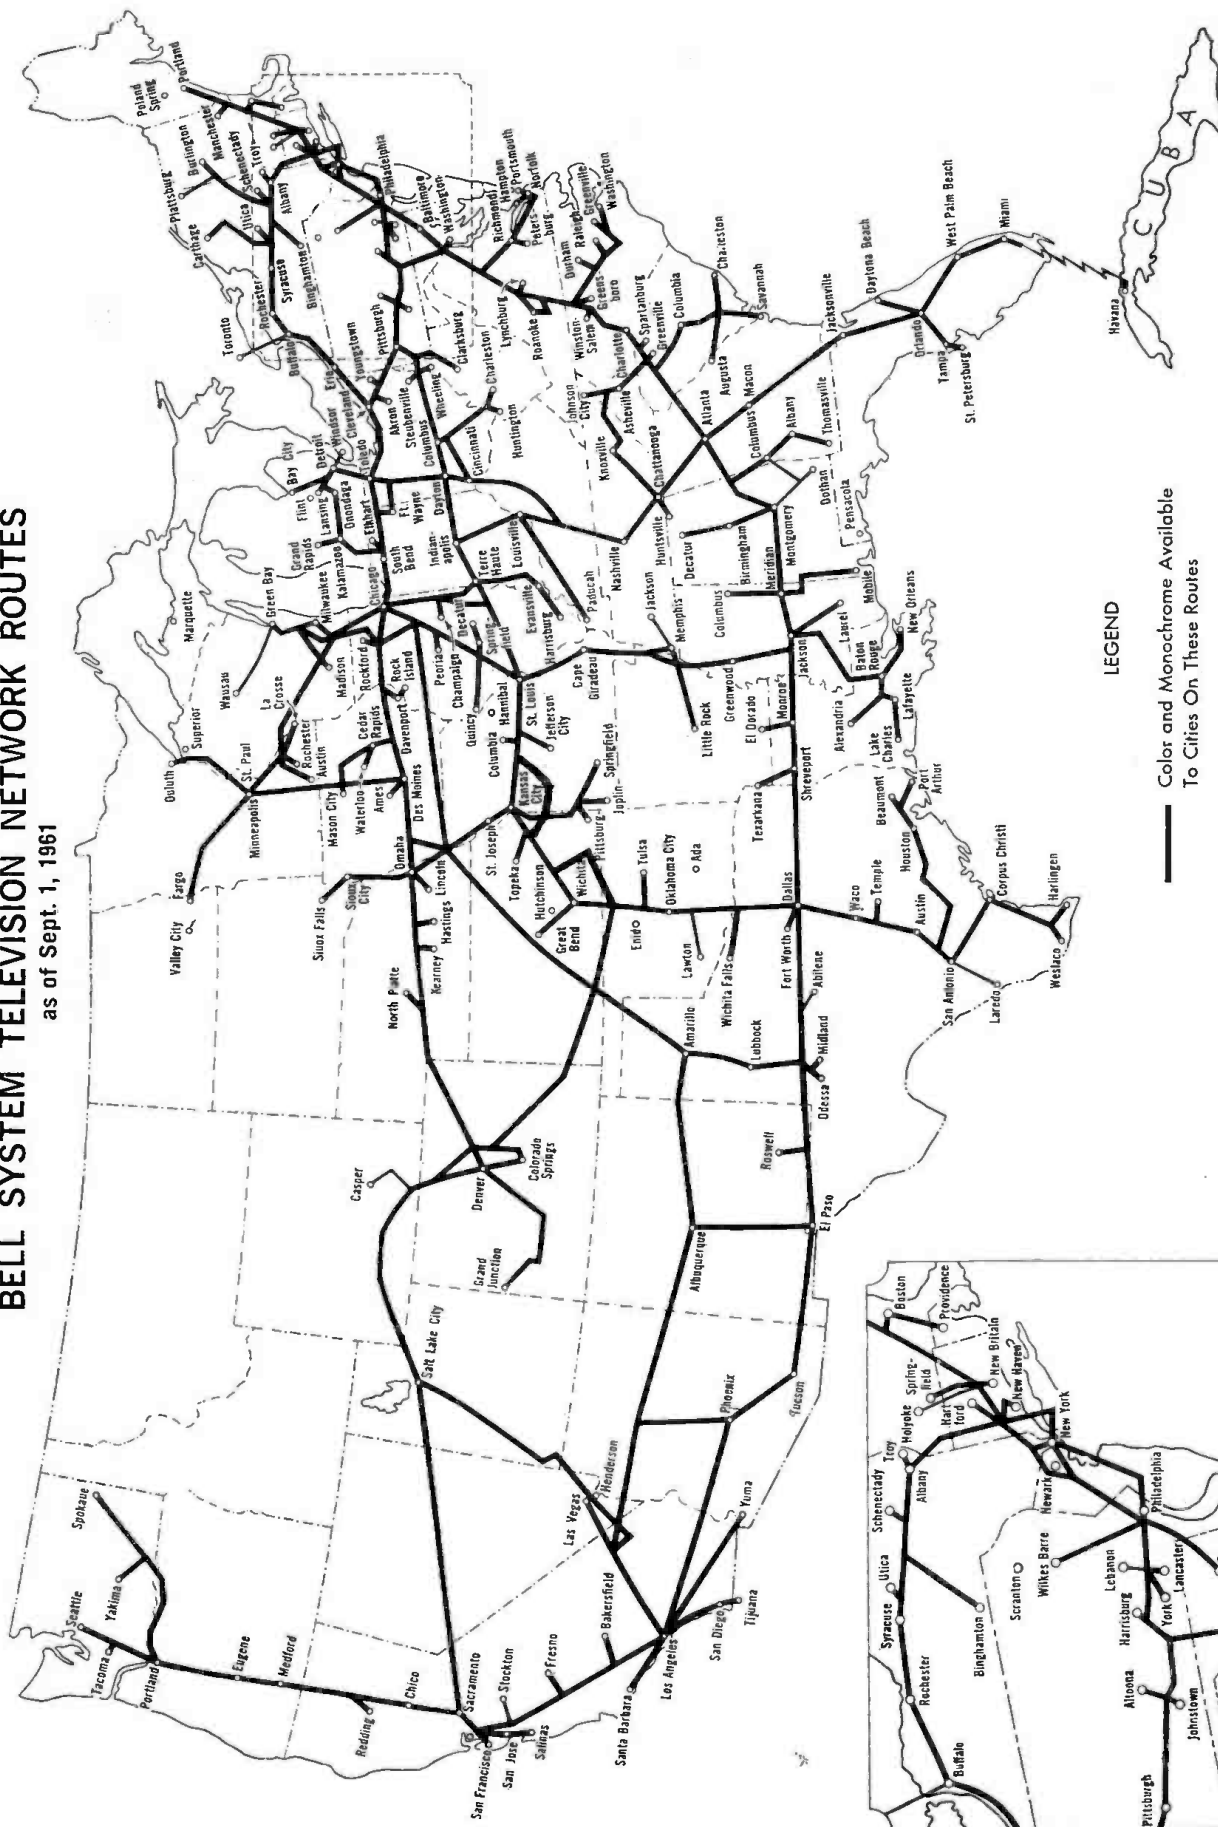 BELL SYSTEM TELEVISION NETWORK ROUTES
as of Sept. 1, 1961
Seattle
Tacoma
Yakima
Spokane
Portland
Eugene
Medford
Redding
Chico
Sacramento
San Francisco
Stockton
San Jose
Salinas
Fresno
Bakersfield
Santa Barbara
Los Angeles
San Diego
Tijuana
Yuma
Las Vegas
Henderson
Phoenix
Tucson
Salt Lake City
Grand
Junction
Casper
Denver
Colorado
Springs
Albuquerque
El Paso
Roswell
Odessa
Midland
Lubbock
Amarillo
Abilene
Fort Worth
Dallas
Wichita Falls
Lawton
Enid
Oklahoma City
Ada
Tulsa
Waco
Temple
Austin
San Antonio
Laredo
Corpus Christi
Harlingen
Weslaco
Houston
Beaumont
Port
Arthur
Valley City
Fargo
Siuox Falls
Sioux
City
North Platte
Kearney
Hastings
Lincoln
Omaha
Great
Bend
Hutchinson
Wichita
Topeka
St. Joseph
Kansas
City
Pittsburg
Joplin
Springfield
Duluth
Superior
Minneapolis
St. Paul
Rochester
Austin
Mason City
Waterloo
Ames
Des Moines
Cedar
Rapids
Davenport
Rock
Island
La
Crosse
Wausau
Madison
Rockford
Green Bay
Milwaukee
Marquette
Chicago
Peoria
Champaign
Decatur
Spring-
field
Quincy
Hannibal
Columbia
Jefferson
City
St. Louis
Cape
Giradeau
Harrisburg
Evansville
Paducah
Terre
Haute
Indian-
apolis
Louisville
South
Bend
Elkhart
Ft.
Wayne
Kalamazoo
Grand
Rapids
Lansing
Onondaga
Flint
Bay City
Detroit
Windsor
Toledo
Cleveland
Akron
Youngstown
Erie
Steubenville
Wheeling
Columbus
Dayton
Cincinnati
Huntington
Charleston
Clarksburg
Pittsburgh
Buffalo
Toronto
Rochester
Syracuse
Binghamton
Utica
Carthage
Plattsburg
Burlington
Schenectady
Troy
Albany
Manchester
Poland
Spring
Portland
Philadelphia
Baltimore
Washington
Richmond
Hampton
Portsmouth
Norfolk
Peters-
burg
Lynchburg
Roanoke
Durham
Raleigh
Greenville
Washington
Greens-
boro
Winston-
Salem
Charlotte
Spartanburg
Greenville
Columbia
Charleston
Savannah
Augusta
Johnson
City
Asheville
Knoxville
Chattanooga
Atlanta
Macon
Columbus
Albany
Thomasville
Dothan
Pensacola
Nashville
Huntsville
Decatur
Birmingham
Montgomery
Meridian
Mobile
Columbus
Jackson
Memphis
Little Rock
Greenwood
El Dorado
Monroe
Jackson
Laurel
Baton
Rouge
New Orleans
Lafayette
Lake
Charles
Alexandria
Shreveport
Texarkana
Jacksonville
Daytona Beach
Orlando
Tampa
St. Petersburg
West Palm Beach
Miami
Havana
CUBA
LEGEND
Color and Monochrome Available
To Cities On These Routes
Boston
Providence
New Britain
New Haven
Spring-
field
Holyoke
Hart
ford
Troy
Albany
Schenectady
Utica
Syracuse
Rochester
Buffalo
Binghamton
Scranton
Wilkes Barre
New York
Newark
Philadelphia
Lebanon
Lancaster
Harrisburg
York
Altoona
Johnstown
Pittsburgh